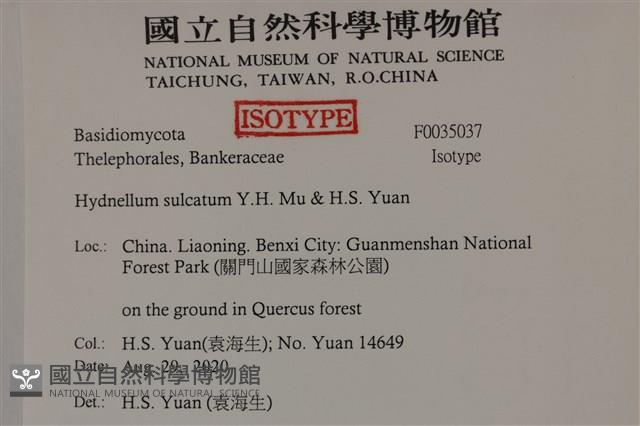 國立自然科學博物館
NATIONAL MUSEUM OF NATURAL SCIENCE
TAICHUNG, TAIWAN, R.O.CHINA
ISOTYPE
Basidiomycota F0035037
Thelephorales, Bankeraceae Isotype
Hydnellum sulcatum Y.H. Mu & H.S. Yuan
Loc.: China. Liaoning. Benxi City: Guanmenshan National
Forest Park (關門山國家森林公園)
on the ground in Quercus forest
Col.: H.S. Yuan(袁海生); No. Yuan 14649
Date: Aug. 29, 2020
國立自然科學博物館
NATIONAL MUSEUM OF NATURAL SCIENCE
Det.: H.S. Yuan (袁海生)